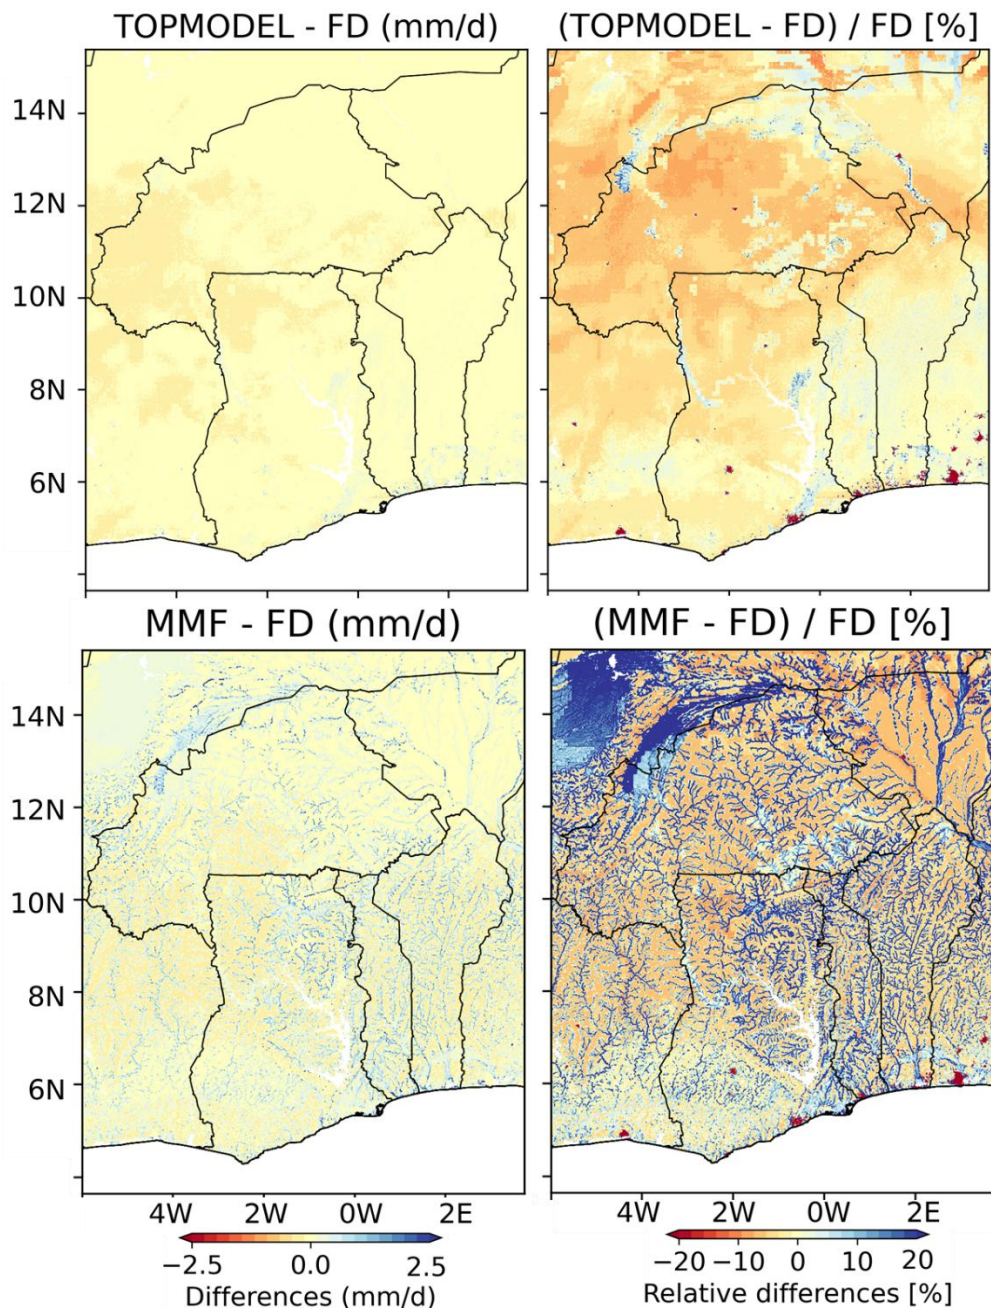 TOPMODEL - FD (mm/d)
(TOPMODEL - FD) / FD [%]
14N
12N
10N
8N
6N
MMF - FD (mm/d)
(MMF - FD) / FD [%]
14N
12N
10N
8N
6N
4W 2W 0W 2E
4W 2W 0W 2E
−2.5 0.0 2.5
Differences (mm/d)
−20 −10 0 10 20
Relative differences [%]